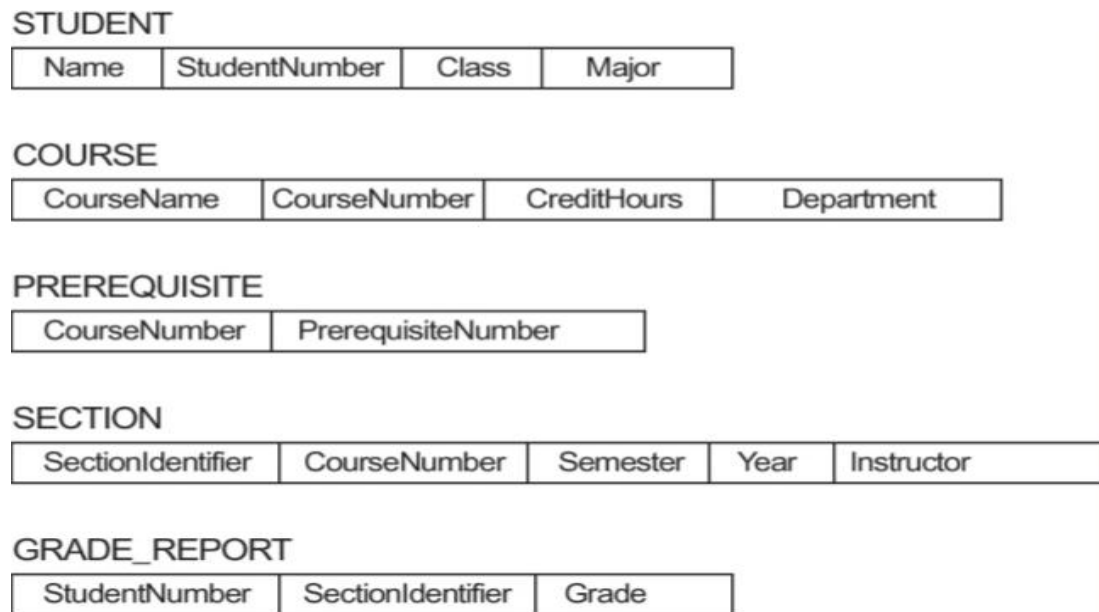 STUDENT
Name StudentNumber Class Major
COURSE
CourseName CourseNumber CreditHours Department
PREREQUISITE
CourseNumber PrerequisiteNumber
SECTION
SectionIdentifier CourseNumber Semester Year Instructor
GRADE_REPORT
StudentNumber SectionIdentifier Grade